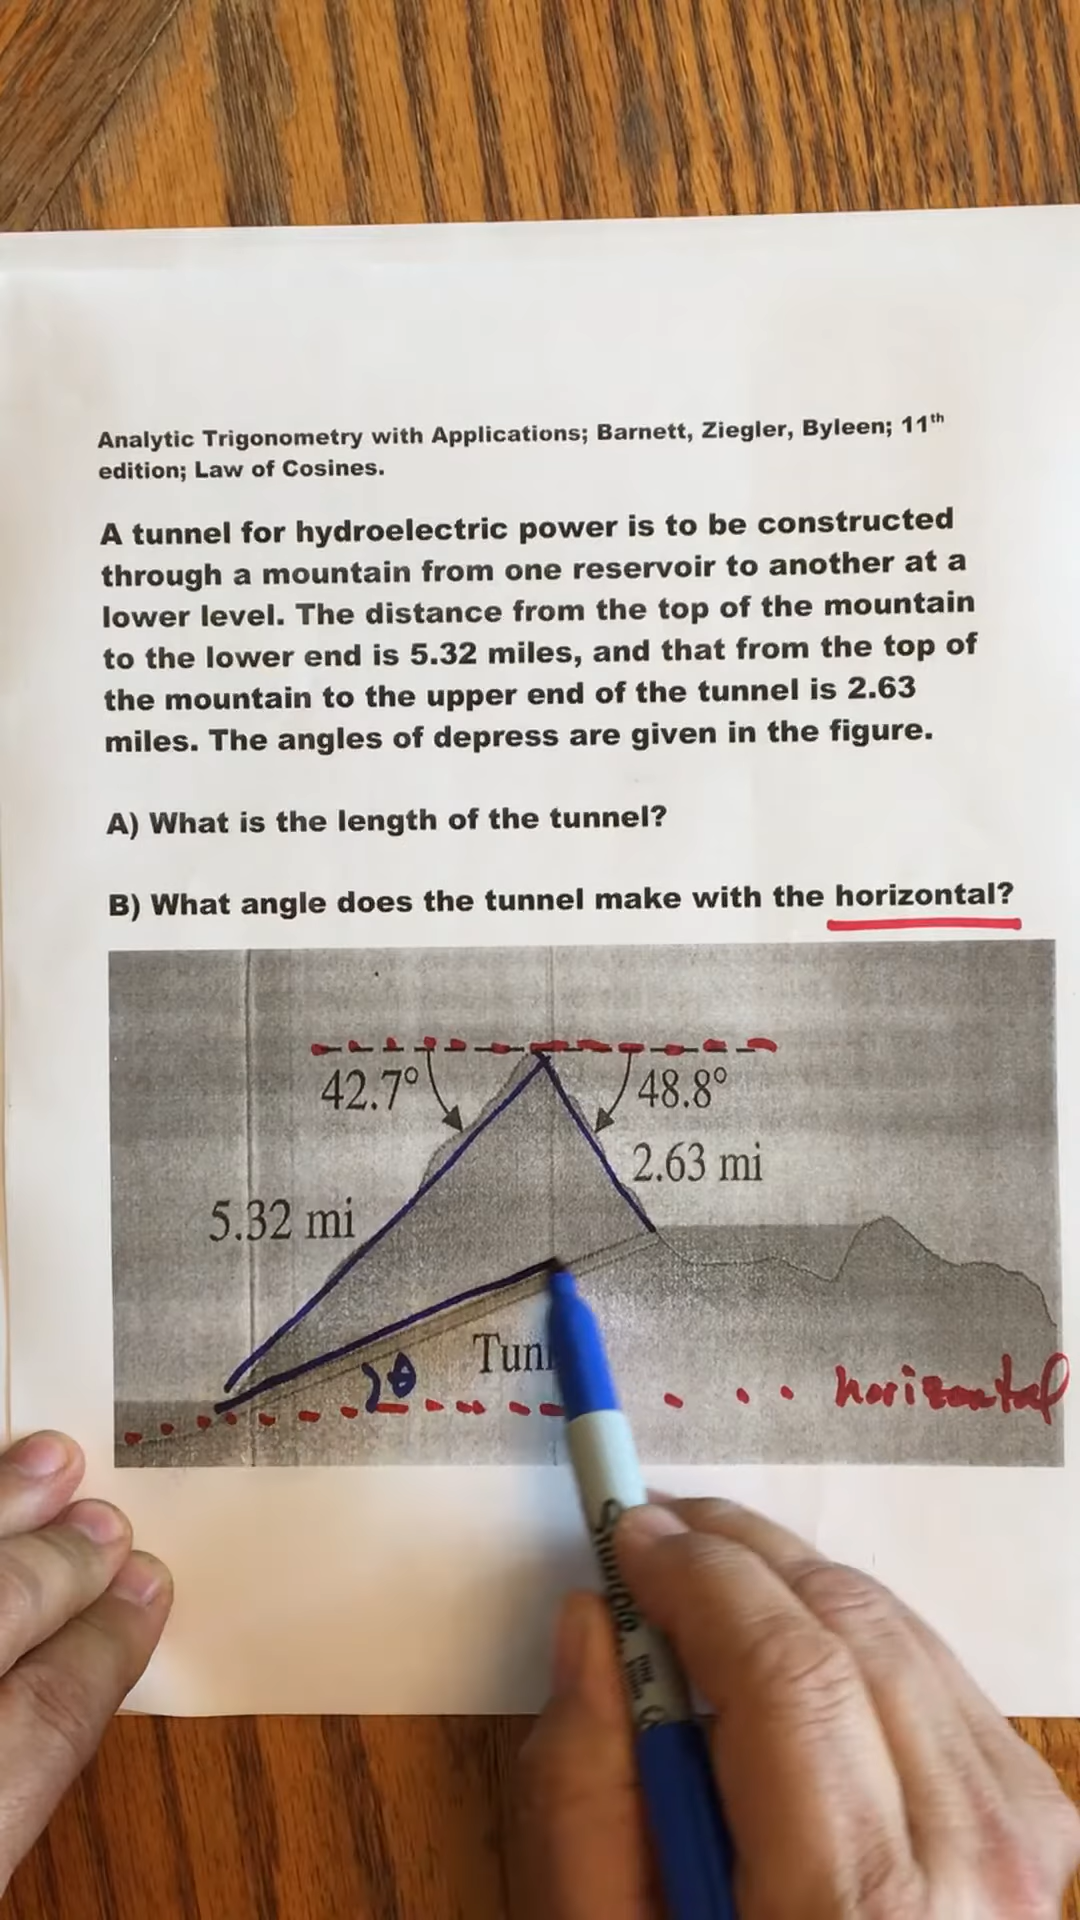 Analytic Trigonometry with Applications; Barnett, Ziegler, Byleen; 11th
edition; Law of Cosines.
A tunnel for hydroelectric power is to be constructed
through a mountain from one reservoir to another at a
lower level. The distance from the top of the mountain
to the lower end is 5.32 miles, and that from the top of
the mountain to the upper end of the tunnel is 2.63
miles. The angles of depress are given in the figure.
A) What is the length of the tunnel?
B) What angle does the tunnel make with the horizontal?
42.7° 48.8°
2.63 mi
5.32 mi
θ
horizontal